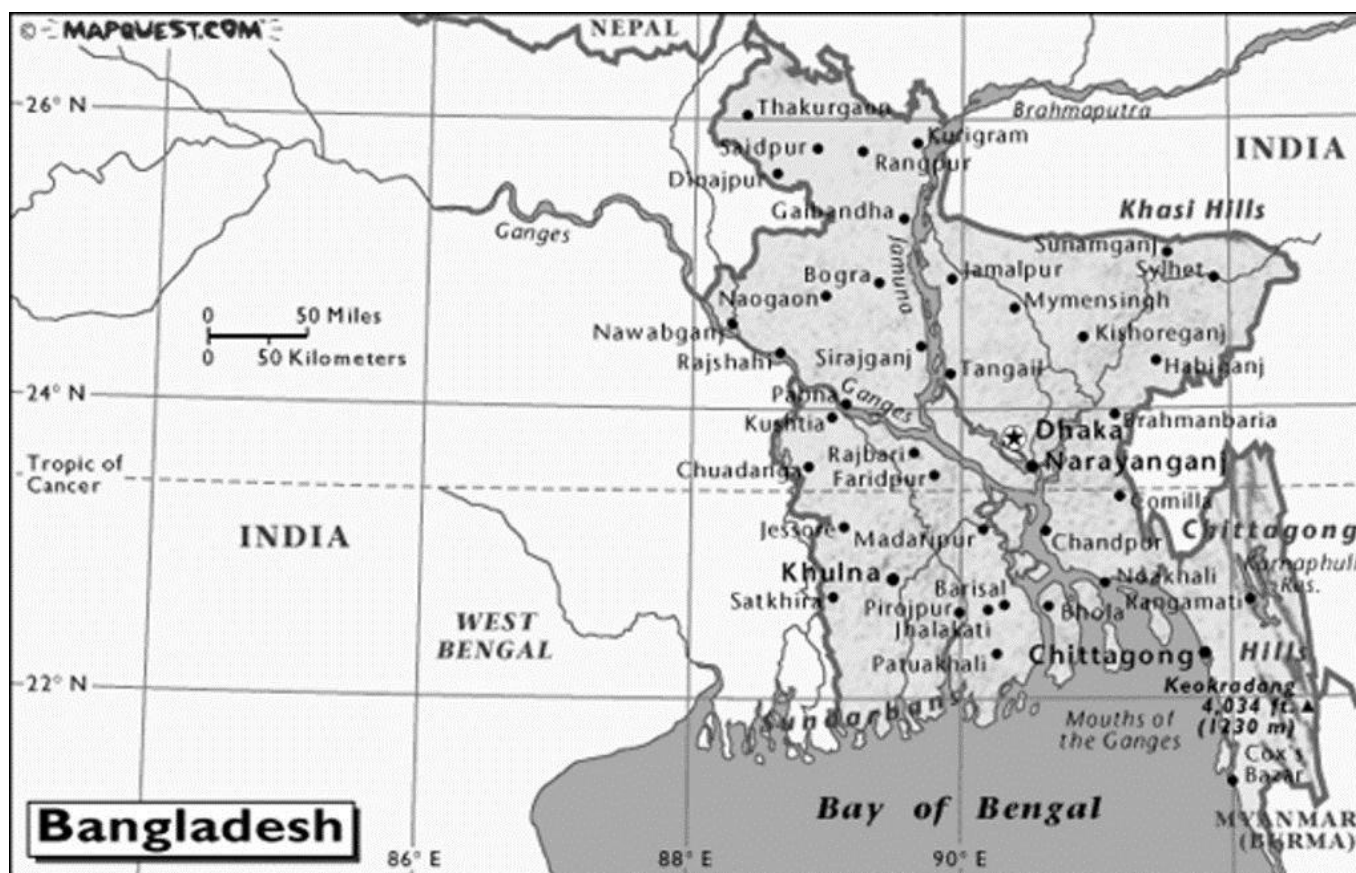 © MAPQUEST.COM
NEPAL
26° N
Thakurgaon
Brahmaputra
Kurigram
Saidpur
Rangpur
INDIA
Dinajpur
Gaibandha
Khasi Hills
Ganges
Sunamganj
Jamuna
Sylhet
Bogra
Jamalpur
Naogaon
Mymensingh
0 50 Miles
Nawabganj
Kishoreganj
0 50 Kilometers
Rajshahi
Sirajganj
Tangail
Habiganj
24° N
Pabna
Ganges
Kushtia
Brahmanbaria
Dhaka
Rajbari
Narayanganj
Tropic of
Cancer
Chuadanga
Faridpur
Comilla
INDIA
Jessore
Madaripur
Chandpur
Chittagong
Karnaphuli
Res.
Khulna
Noakhali
Satkhira
Barisal
Pirojpur
Bhola
Rangamati
Jhalakati
WEST
BENGAL
Patuakhali
Chittagong
Hills
22° N
Keokradang
4,034 ft.
(1230 m)
Sundarbans
Mouths of
the Ganges
Cox's
Bazar
Bay of Bengal
MYANMAR
(BURMA)
Bangladesh
86° E
88° E
90° E